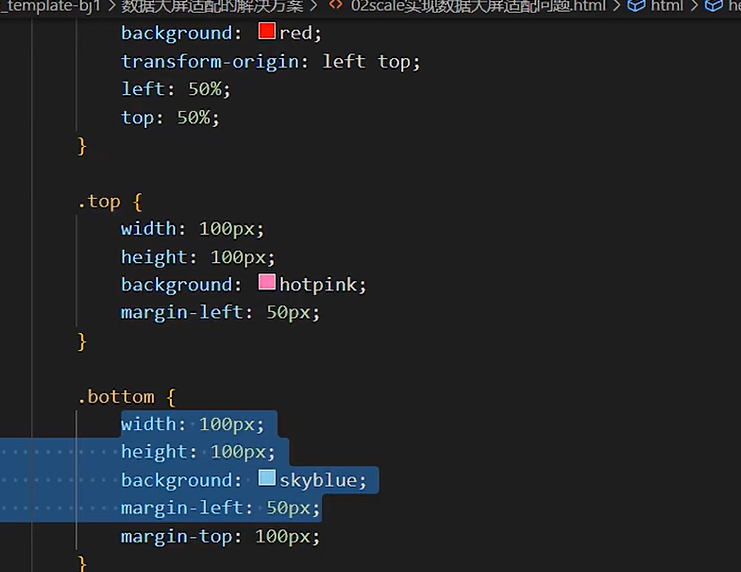 _template-bj1 > 数据大屏适配的解决方案 > <> 02scale实现数据大屏适配问题.html > html > he
background: red;
transform-origin: left top;
left: 50%;
top: 50%;
}
.top {
width: 100px;
height: 100px;
background: hotpink;
margin-left: 50px;
}
.bottom {
width: 100px;
height: 100px;
background: skyblue;
margin-left: 50px;
margin-top: 100px;
}